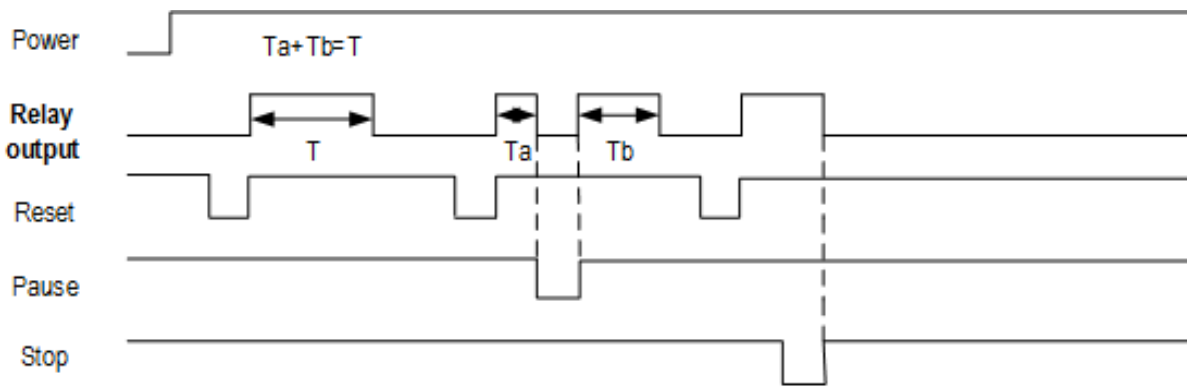 Power
Ta+Tb=T
Relay
output
T
Ta
Tb
Reset
Pause
Stop